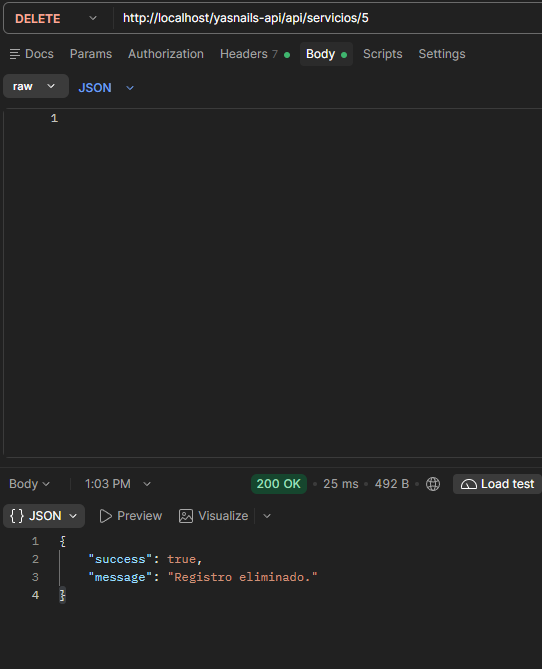 DELETE http://localhost/yasnails-api/api/servicios/5
Docs Params Authorization Headers 7 Body Scripts Settings
raw JSON
1
Body 1:03 PM 200 OK 25 ms 492 B Load test
{} JSON Preview Visualize
1 {
2 "success": true,
3 "message": "Registro eliminado."
4 }